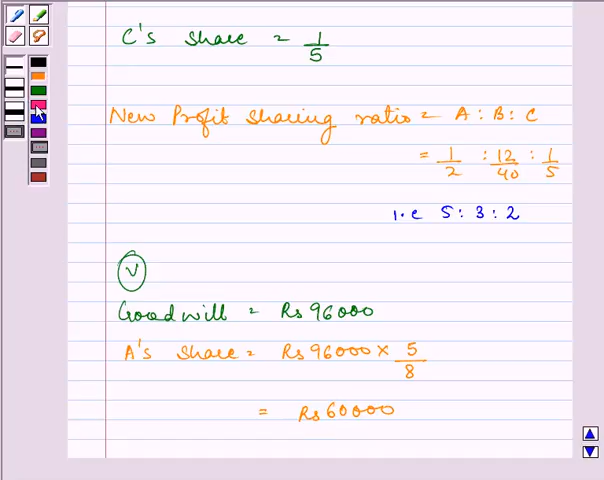 C's share = 1/5
New Profit sharing ratio = A : B : C
= 1/2 : 12/40 : 1/5
i.e 5 : 3 : 2
V
Goodwill = Rs 96000
A's share = Rs 96000 × 5/8
= Rs 60000